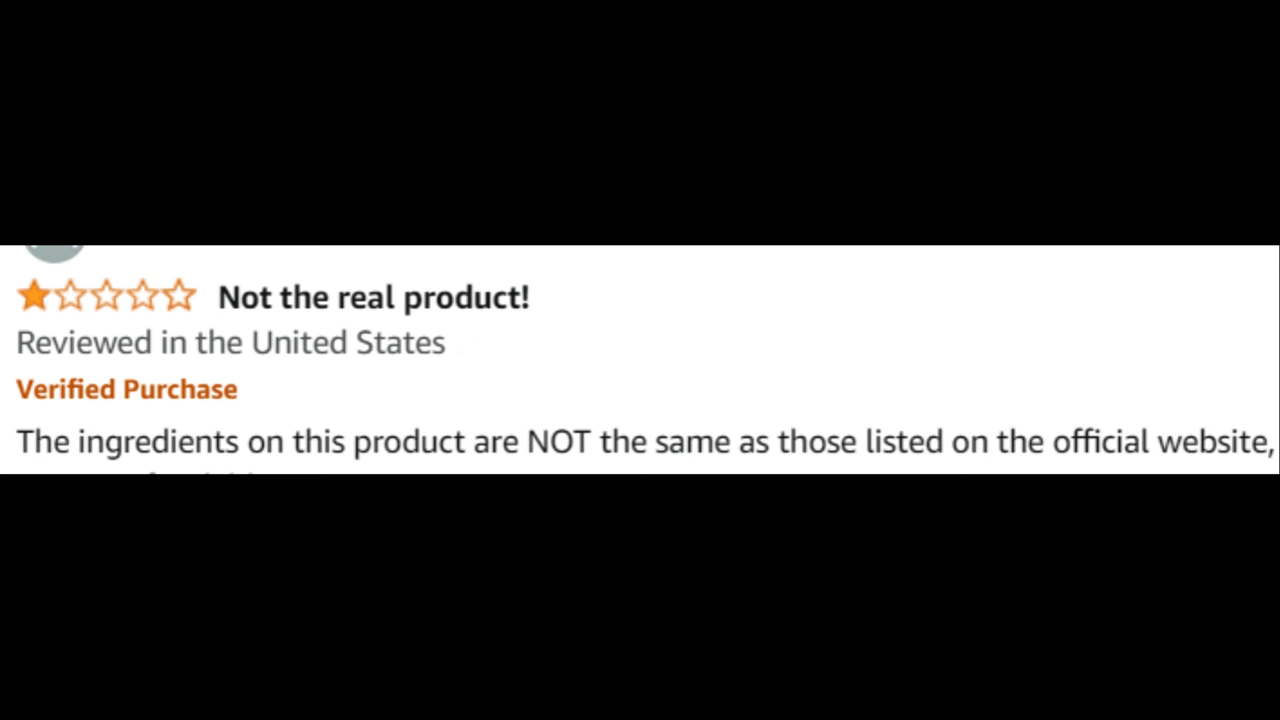 Not the real product!
Reviewed in the United States
Verified Purchase
The ingredients on this product are NOT the same as those listed on the official website,